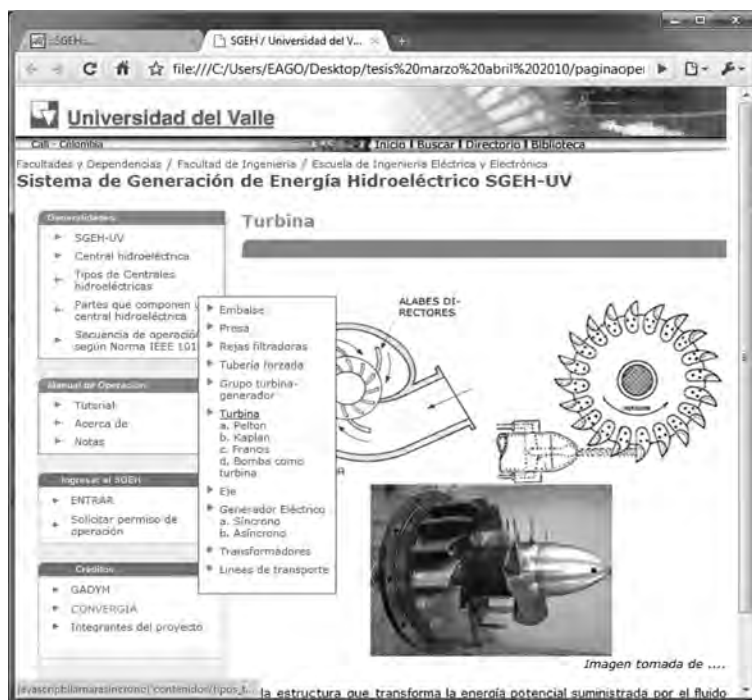 SGEH:...
SGEH / Universidad del V...
file:///C:/Users/EAGO/Desktop/tesis%20marzo%20abril%202010/paginaoper
Universidad del Valle
Cali - Colombia
Inicio | Buscar | Directorio | Biblioteca
Facultades y Dependencias / Facultad de Ingenieria / Escuela de Ingenieria Eléctrica y Electrónica
Sistema de Generación de Energía Hidroeléctrico SGEH-UV
Generalidades
SGEH-UV
Central hidroeléctrica
Tipos de Centrales
hidroeléctricas
Partes que componen
central hidroeléctrica
Secuencia de operación
según Norma IEEE 101
Manual de Operación
Tutorial
Acerca de
Notas
Ingresar al SGEH
ENTRAR
Solicitar permiso de
operación
Créditos
GADYM
CONVERGIA
Integrantes del proyecto
Embalse
Presa
Rejas filtradoras
Tubería forzada
Grupo turbina-
generador
Turbina
a. Pelton
b. Kaplan
c. Francis
d. Bomba como
turbina
Eje
Generador Eléctrico
a. Síncrono
b. Asíncrono
Transformadores
Lineas de transporte
Turbina
ALABES DI-
RECTORES
Imagen tomada de ....
la estructura que transforma la energía potencial suministrada por el fluido